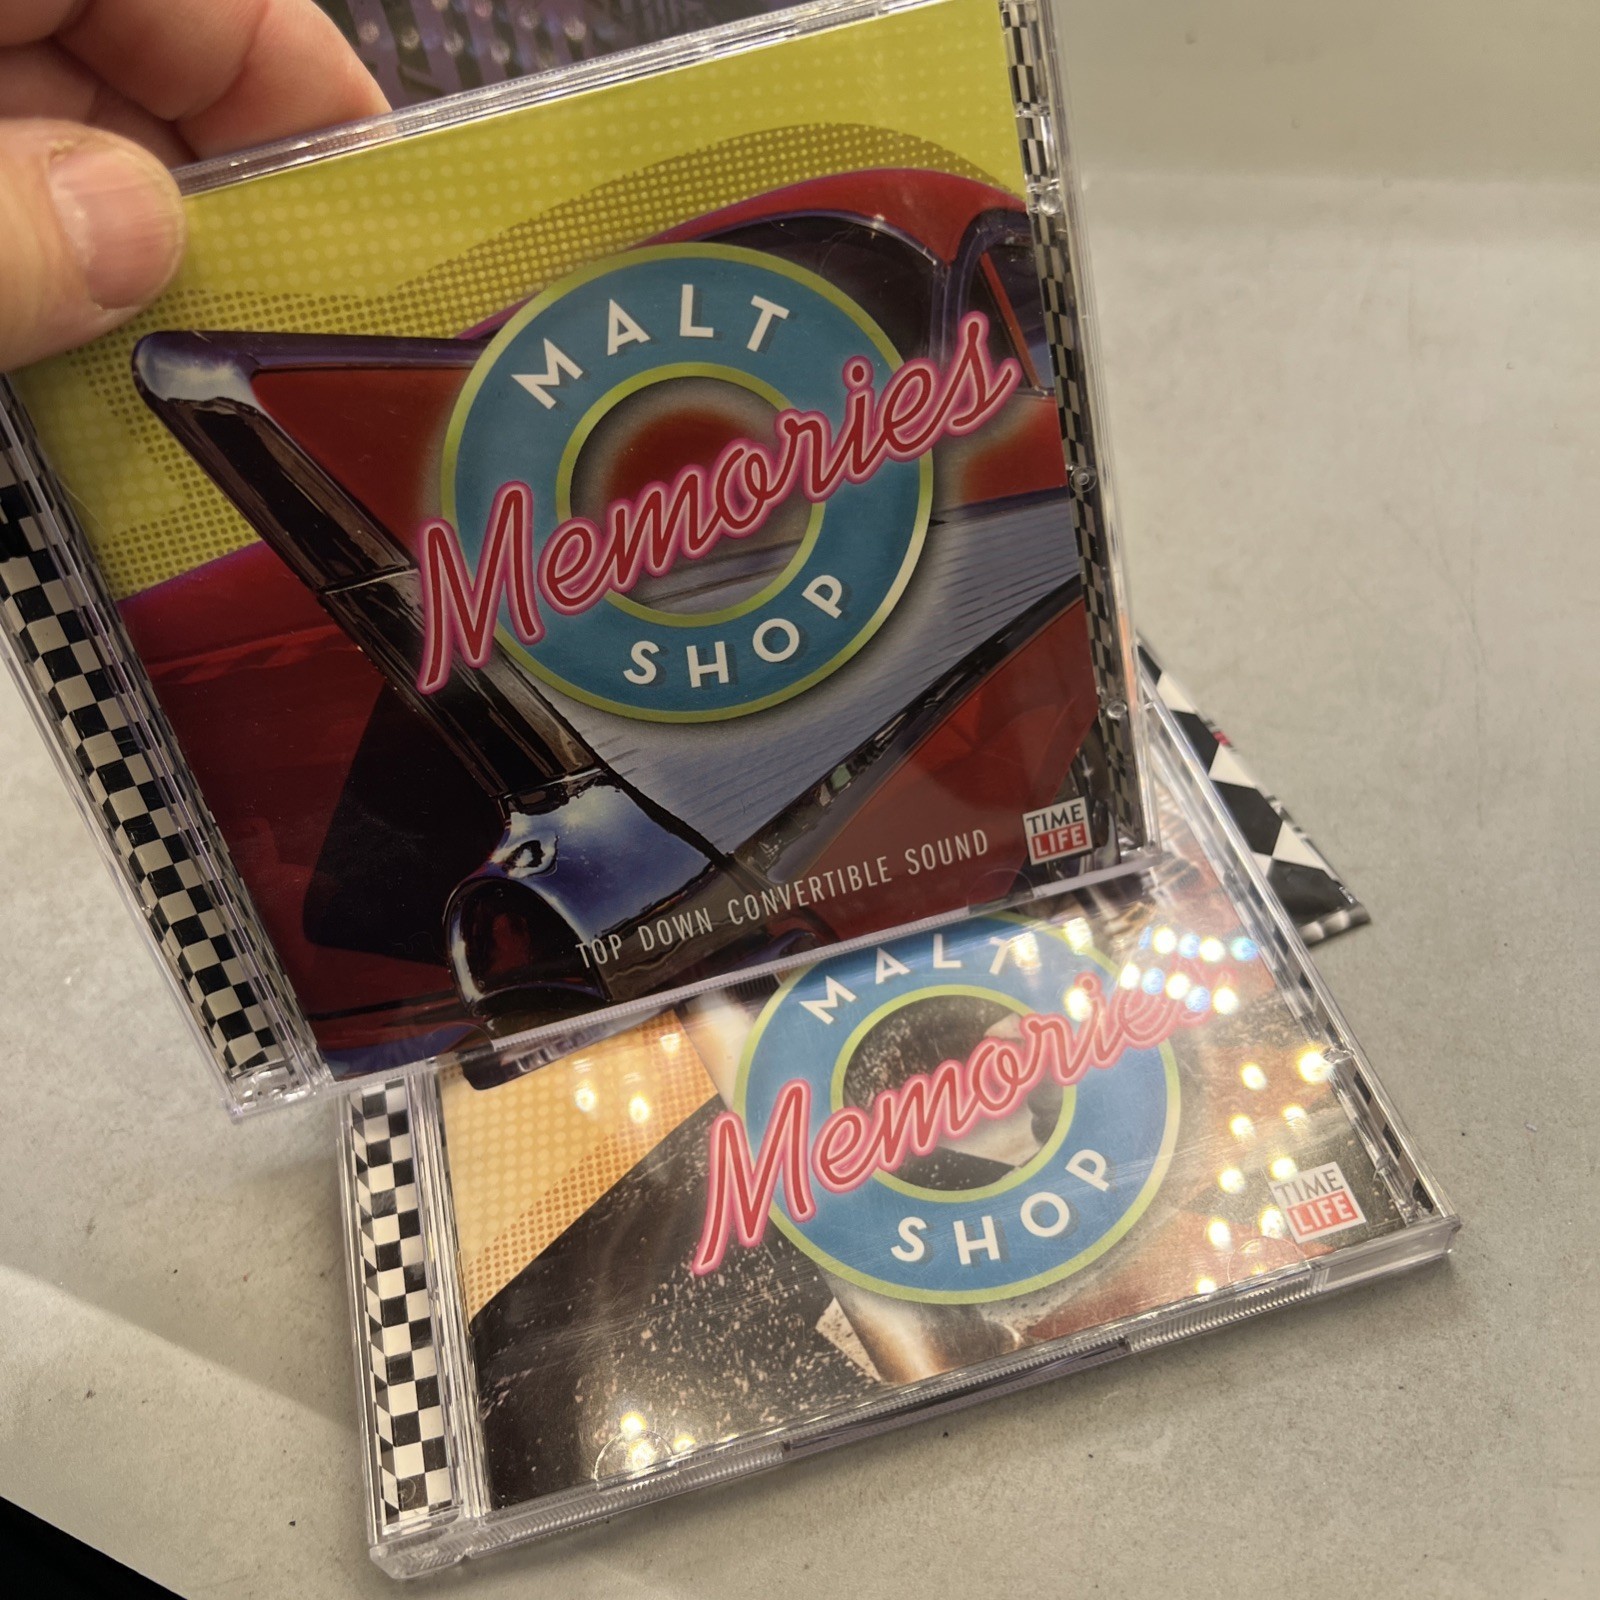 MALT
Memories
SHOP
TIME
LIFE
TOP DOWN CONVERTIBLE SOUND
MALT
Memories
SHOP
TIME
LIFE